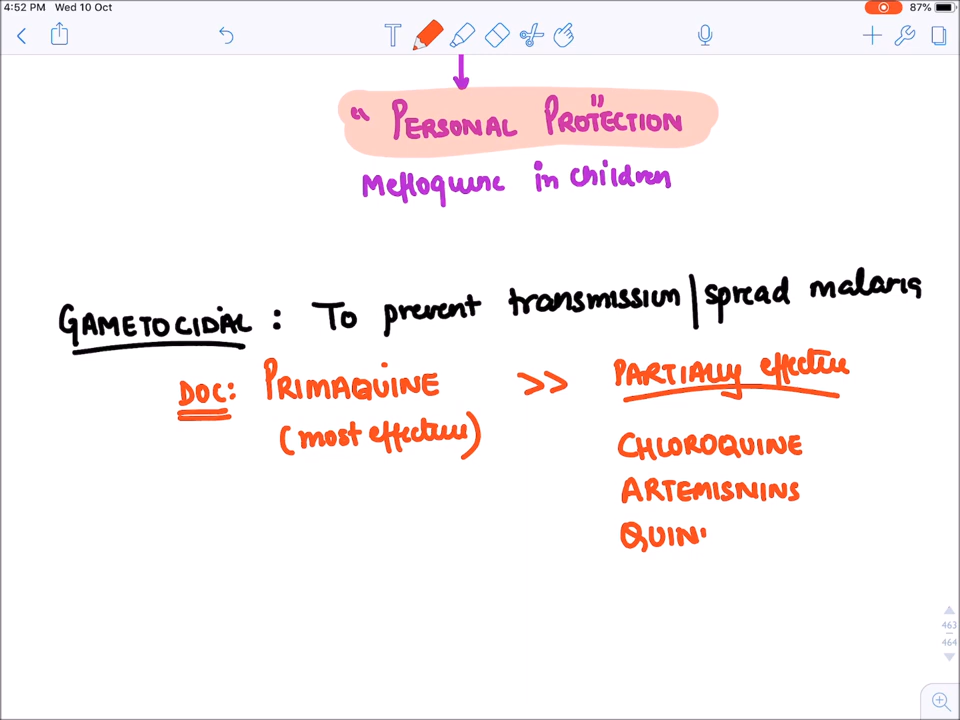 4:52 PM Wed 10 Oct
87%
T
" PERSONAL PROTECTION "
Mefloquine in children
GAMETOCIDAL : To prevent transmission | spread malaria
DOC: PRIMAQUINE >> PARTIALLY effective
(most effective)
CHLOROQUINE
ARTEMISNINS
QUIN
463
464